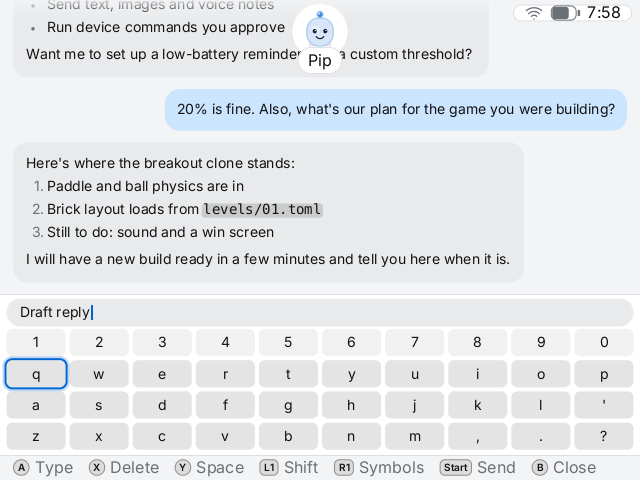 • Send text, images and voice notes
• Run device commands you approve
Want me to set up a low-battery reminder a custom threshold?
Pip
7:58
20% is fine. Also, what's our plan for the game you were building?
Here's where the breakout clone stands:
1. Paddle and ball physics are in
2. Brick layout loads from levels/01.toml
3. Still to do: sound and a win screen
I will have a new build ready in a few minutes and tell you here when it is.
Draft reply
1 2 3 4 5 6 7 8 9 0
q w e r t y u i o p
a s d f g h j k l '
z x c v b n m , . ?
A Type X Delete Y Space L1 Shift R1 Symbols Start Send B Close